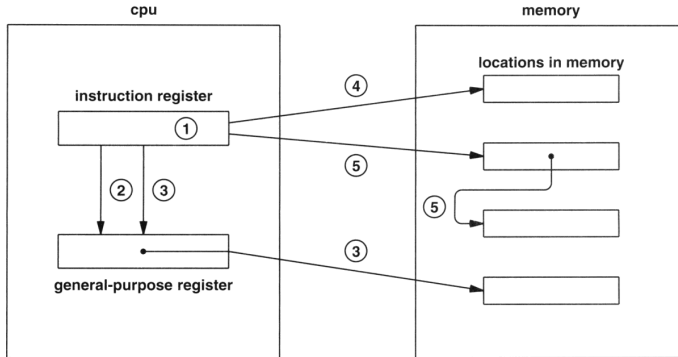 cpu
memory
locations in memory
instruction register
4
1
5
2
3
5
3
general-purpose register